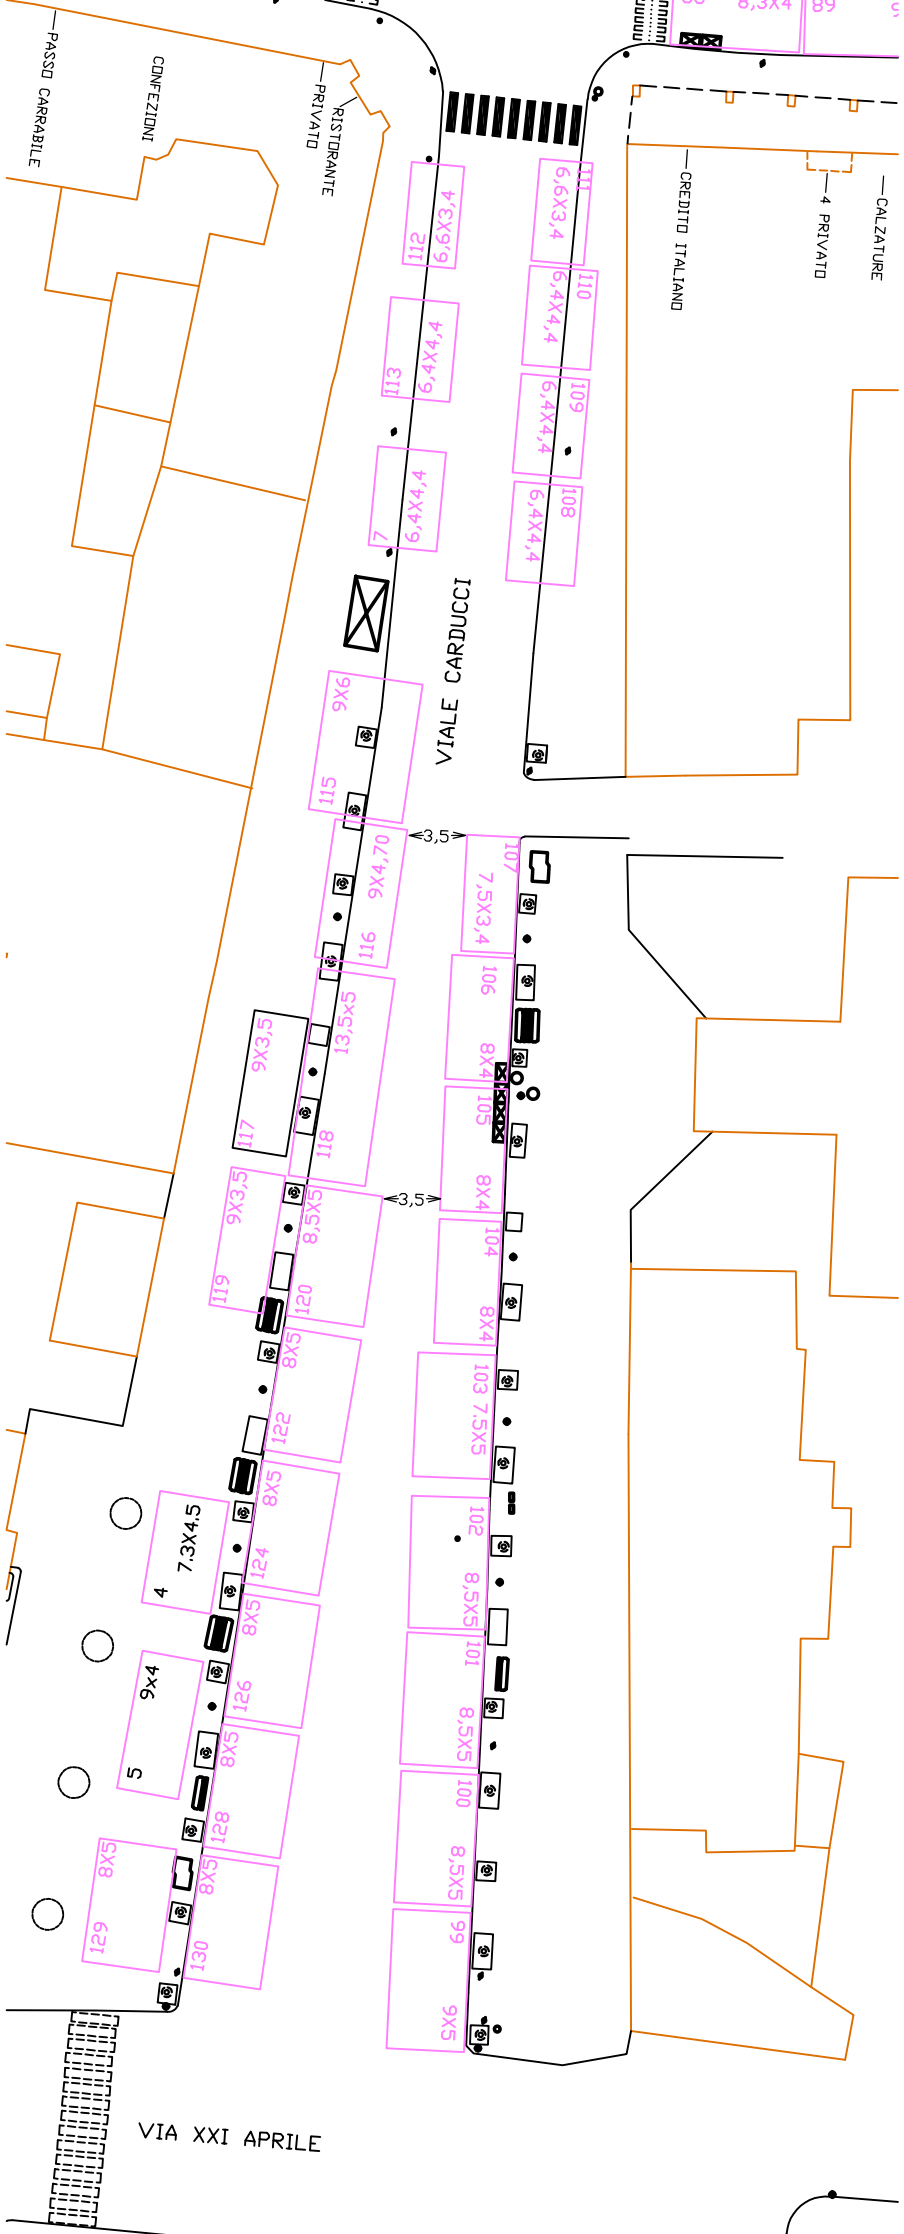 8,3X4
89
PASSO CARRABILE
CONFEZIONI
PRIVATO
RISTORANTE
CREDITO ITALIANO
4 PRIVATO
CALZATURE
112
6,6X3,4
111
6,6X3,4
110
6,4X4,4
113
6,4X4,4
109
6,4X4,4
7
6,4X4,4
108
6,4X4,4
VIALE CARDUCCI
9X6
115
3,5
107
7,5X3,4
9X4,70
116
106
8X4
13,5x5
118
9X3,5
117
105
8X4
3,5
9X3,5
119
8,5X5
120
104
8X4
8X5
122
103 7.5X5
8X5
124
102
8,5X5
7.3X4.5
4
8X5
126
101
8,5X5
9x4
5
8X5
128
100
8,5X5
8X5
129
8X5
130
99
9X5
VIA XXI APRILE